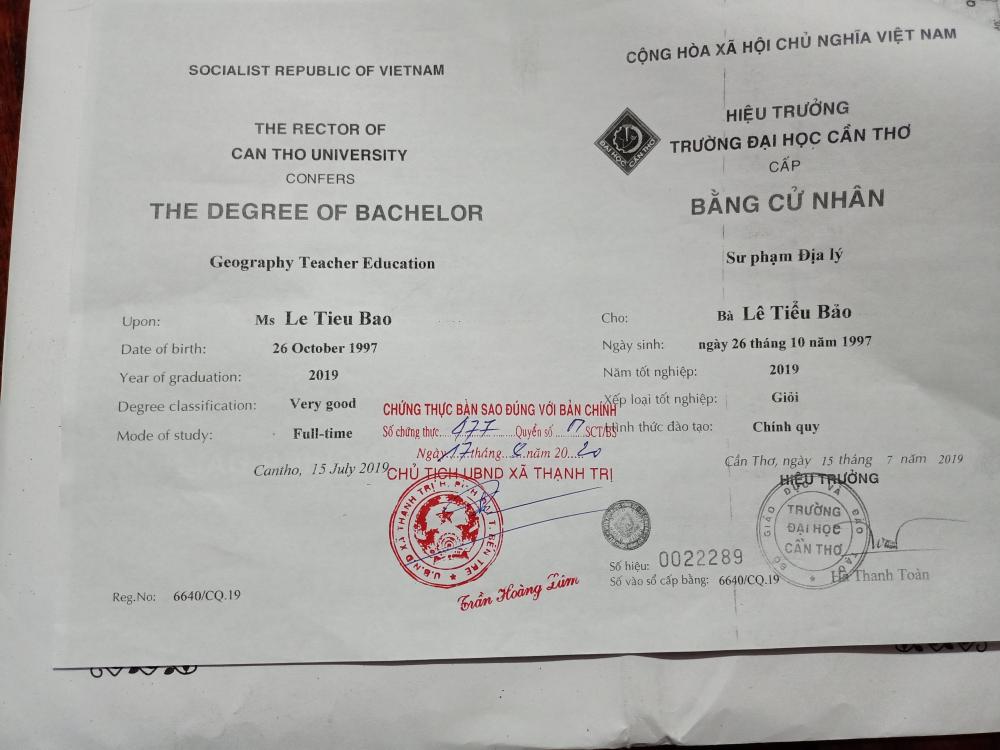 SOCIALIST REPUBLIC OF VIETNAM
THE RECTOR OF
CAN THO UNIVERSITY
CONFERS
THE DEGREE OF BACHELOR
Geography Teacher Education
Upon: Ms Le Tieu Bao
Date of birth: 26 October 1997
Year of graduation: 2019
Degree classification: Very good
Mode of study: Full-time
Cantho, 15 July 2019
Reg.No: 6640/CQ.19
CHỨNG THỰC BẢN SAO ĐÚNG VỚI BẢN CHÍNH
Số chứng thực...477...Quyển số...SCT/BS
Ngày 17 tháng...năm 20...20
CHỦ TỊCH UBND XÃ THẠNH TRỊ
U.B.N.D XÃ THẠNH TRỊ
T. BẾN TRE
Trần Hoàng Lâm
CỘNG HÒA XÃ HỘI CHỦ NGHĨA VIỆT NAM
ĐẠI HỌC CẦN THƠ
HIỆU TRƯỞNG
TRƯỜNG ĐẠI HỌC CẦN THƠ
CẤP
BẰNG CỬ NHÂN
Sư phạm Địa lý
Cho: Bà Lê Tiểu Bảo
Ngày sinh: ngày 26 tháng 10 năm 1997
Năm tốt nghiệp: 2019
Xếp loại tốt nghiệp: Giỏi
Hình thức đào tạo: Chính quy
Cần Thơ, ngày 15 tháng 7 năm 2019
HIỆU TRƯỞNG
BỘ GIÁO DỤC VÀ ĐÀO TẠO
TRƯỜNG
ĐẠI HỌC
CẦN THƠ
Hà Thanh Toàn
Số hiệu: 0022289
Số vào sổ cấp bằng: 6640/CQ.19